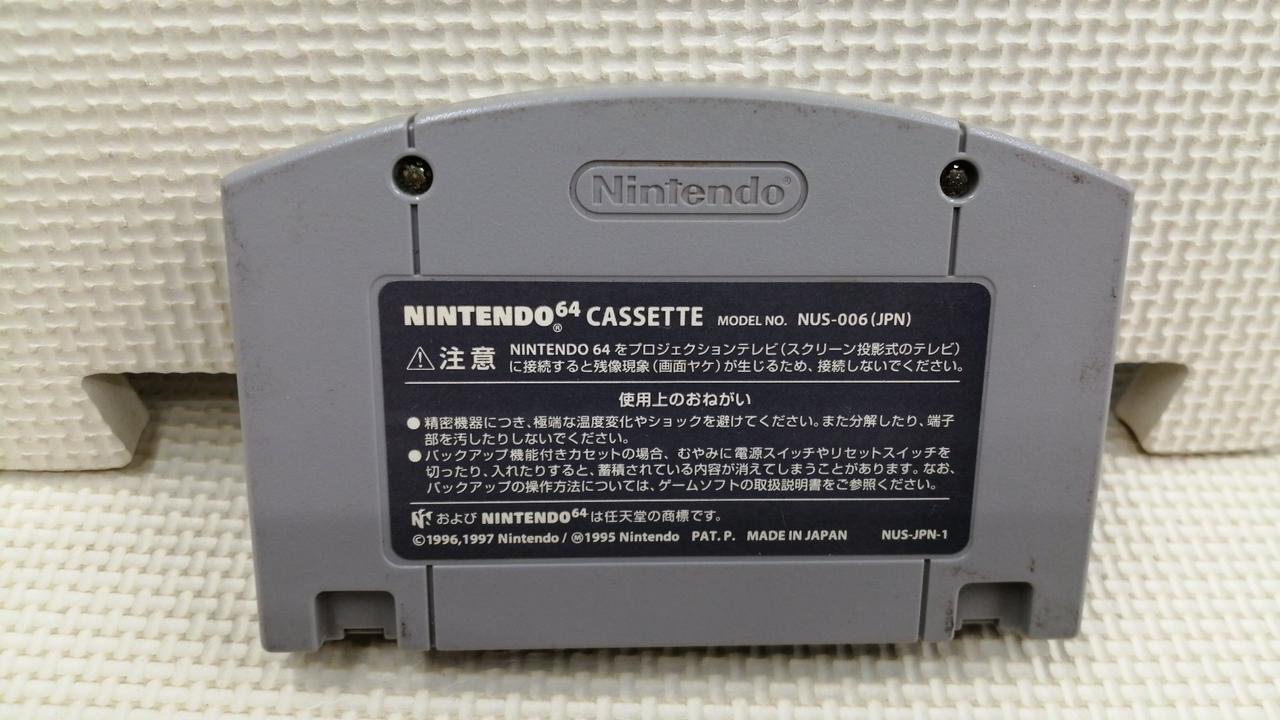 Nintendo®
NINTENDO64® CASSETTE MODEL NO. NUS-006(JPN)
⚠注意 NINTENDO 64 をプロジェクションテレビ(スクリーン投影式のテレビ)
に接続すると残像現象(画面ヤケ)が生じるため、接続しないでください。
使用上のおねがい
●精密機器につき、極端な温度変化やショックを避けてください。また分解したり、端子
部を汚したりしないでください。
●バックアップ機能付きカセットの場合、むやみに電源スイッチやリセットスイッチを
切ったり、入れたりすると、蓄積されている内容が消えてしまうことがあります。なお、
バックアップの操作方法については、ゲームソフトの取扱説明書をご参照ください。
および NINTENDO64 は任天堂の商標です。
©1996,1997 Nintendo / Ⓜ1995 Nintendo PAT. P. MADE IN JAPAN NUS-JPN-1